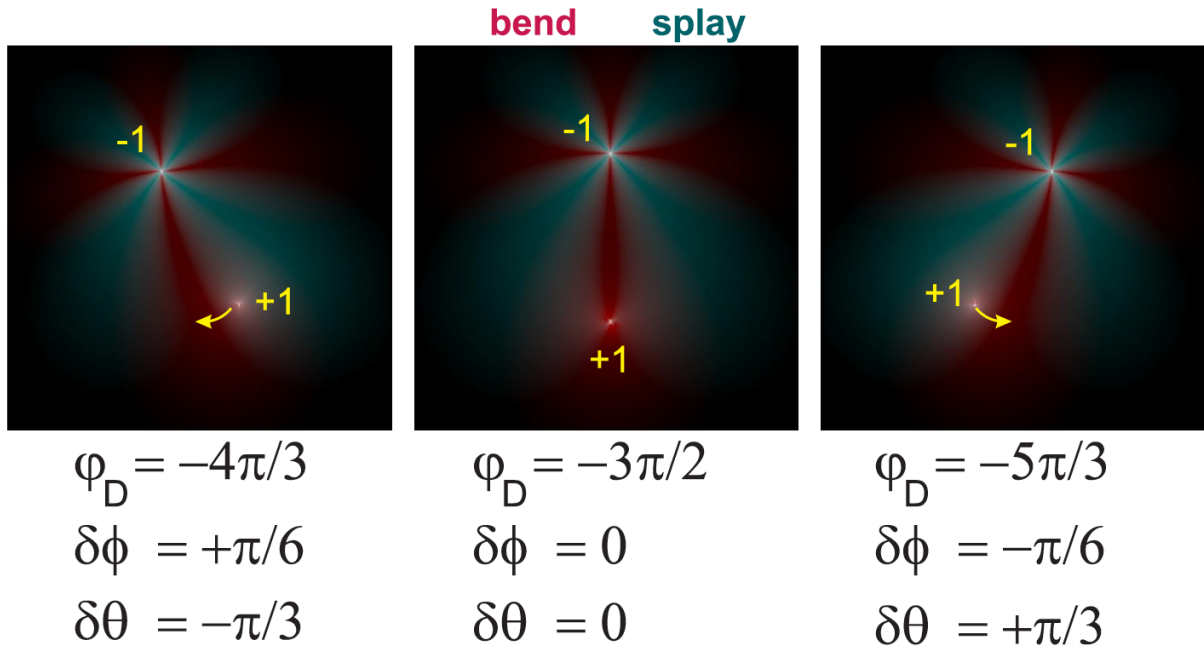 bend splay
-1 -1 -1
+1 +1 +1
φD = −4π/3 φD = −3π/2 φD = −5π/3
δϕ = +π/6 δϕ = 0 δϕ = −π/6
δθ = −π/3 δθ = 0 δθ = +π/3